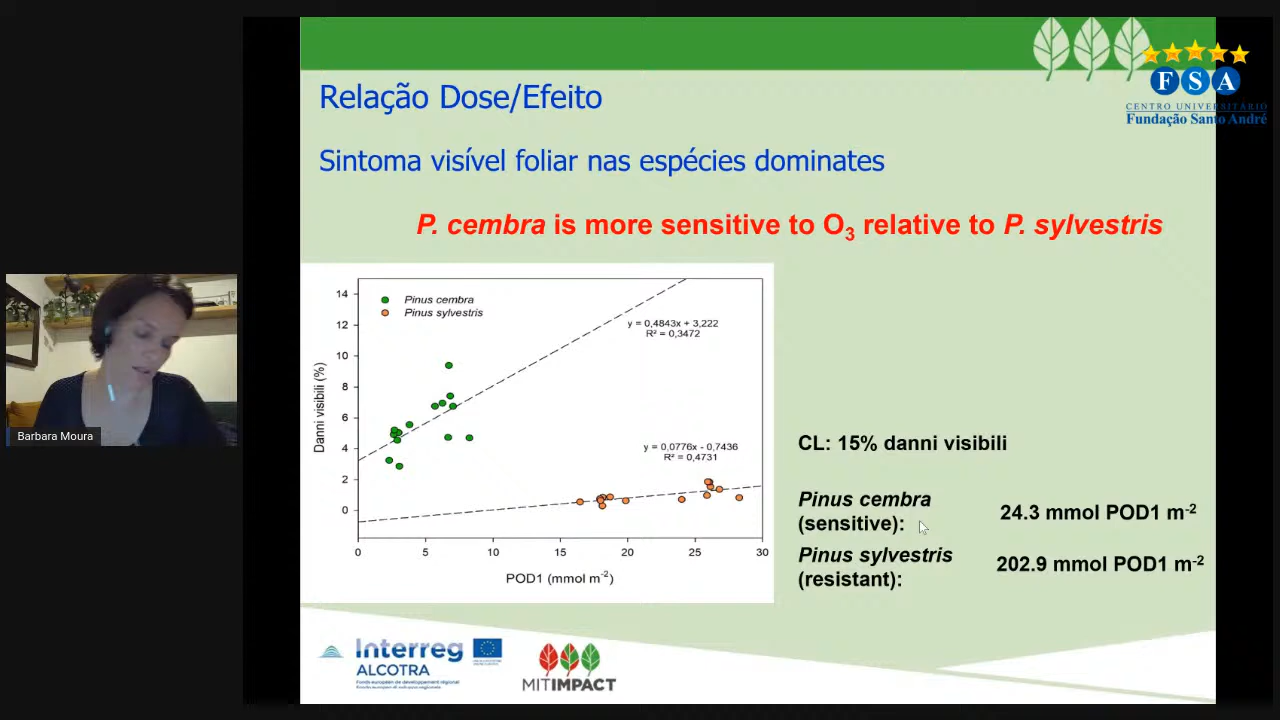 Relação Dose/Efeito
FSA
CENTRO UNIVERSITÁRIO
Fundação Santo André
Sintoma visível foliar nas espécies dominates
P. cembra is more sensitive to O3 relative to P. sylvestris
Danni visibili (%)
14
12
10
8
6
4
2
0
Pinus cembra
Pinus sylvestris
y = 0,4843x + 3,222
R² = 0,3472
y = 0,0776x - 0,7436
R² = 0,4731
0 5 10 15 20 25 30
POD1 (mmol m-2)
Barbara Moura
CL: 15% danni visibili
Pinus cembra
(sensitive): 24.3 mmol POD1 m-2
Pinus sylvestris
(resistant): 202.9 mmol POD1 m-2
Interreg
ALCOTRA
MITIMPACT